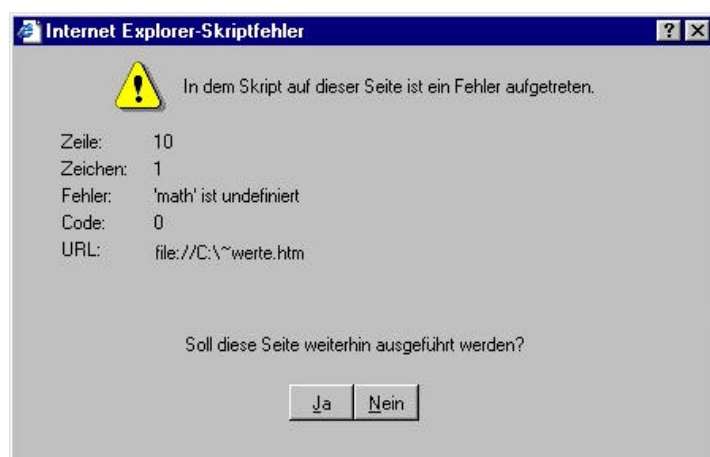 Internet Explorer-Skriptfehler
In dem Skript auf dieser Seite ist ein Fehler aufgetreten.
Zeile: 10
Zeichen: 1
Fehler: 'math' ist undefiniert
Code: 0
URL: file://C:\~werte.htm
Soll diese Seite weiterhin ausgeführt werden?
Ja Nein